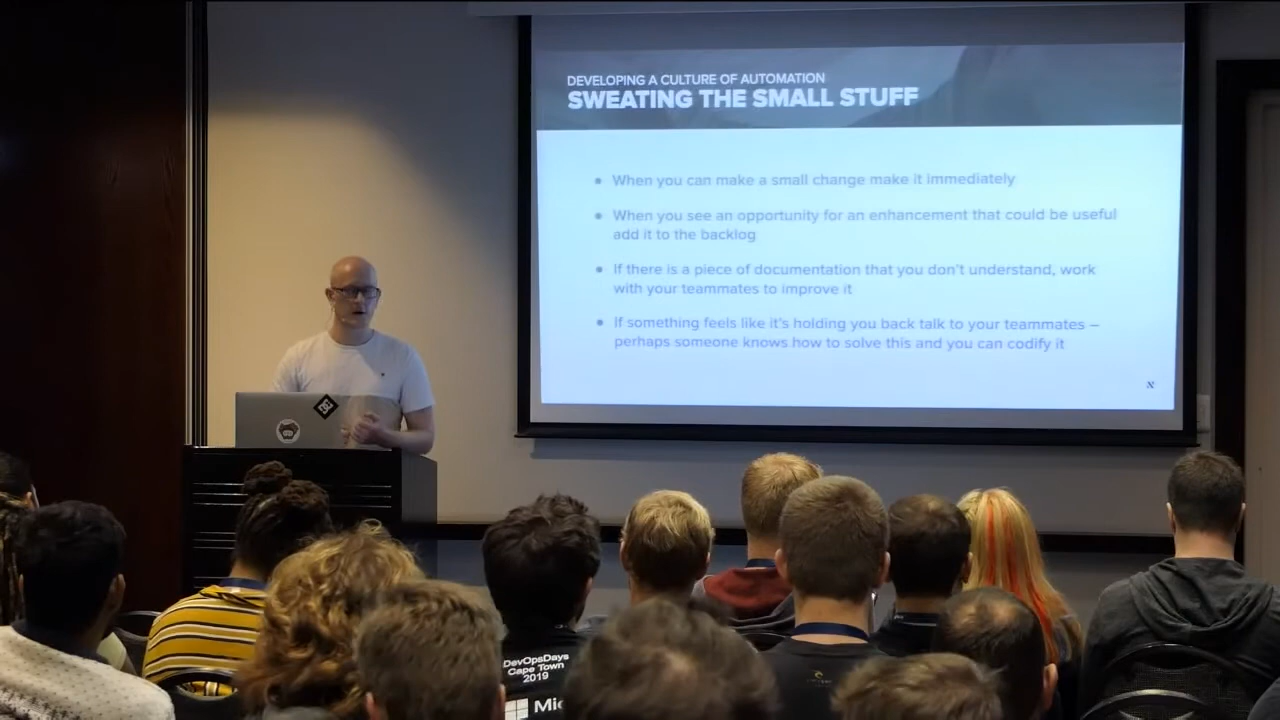 DEVELOPING A CULTURE OF AUTOMATION
SWEATING THE SMALL STUFF
When you can make a small change make it immediately
When you see an opportunity for an enhancement that could be useful
add it to the backlog
If there is a piece of documentation that you don't understand, work
with your teammates to improve it
If something feels like it's holding you back talk to your teammates –
perhaps someone knows how to solve this and you can codify it
N
DevOpsDays
Cape Town
2019
Mic